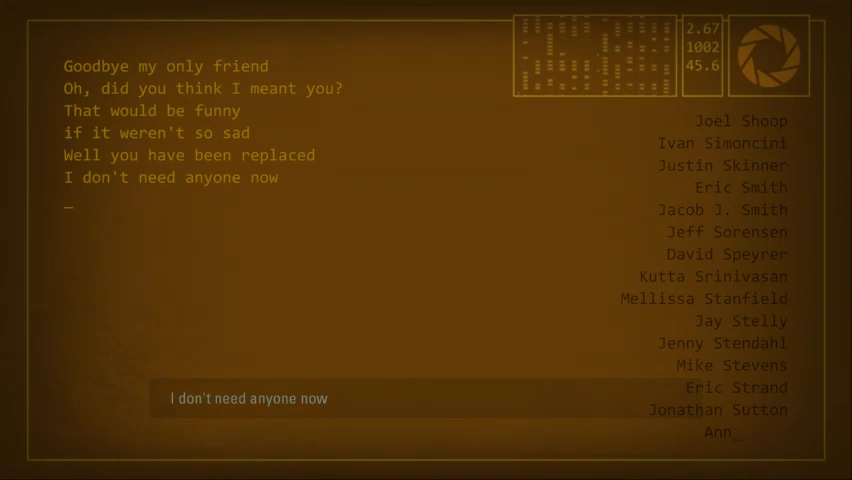 Goodbye my only friend
Oh, did you think I meant you?
That would be funny
if it weren't so sad
Well you have been replaced
I don't need anyone now
_
2.67
1002
45.6
Joel Shoop
Ivan Simoncini
Justin Skinner
Eric Smith
Jacob J. Smith
Jeff Sorensen
David Speyrer
Kutta Srinivasan
Mellissa Stanfield
Jay Stelly
Jenny Stendahl
Mike Stevens
Eric Strand
Jonathan Sutton
Ann_
I don't need anyone now